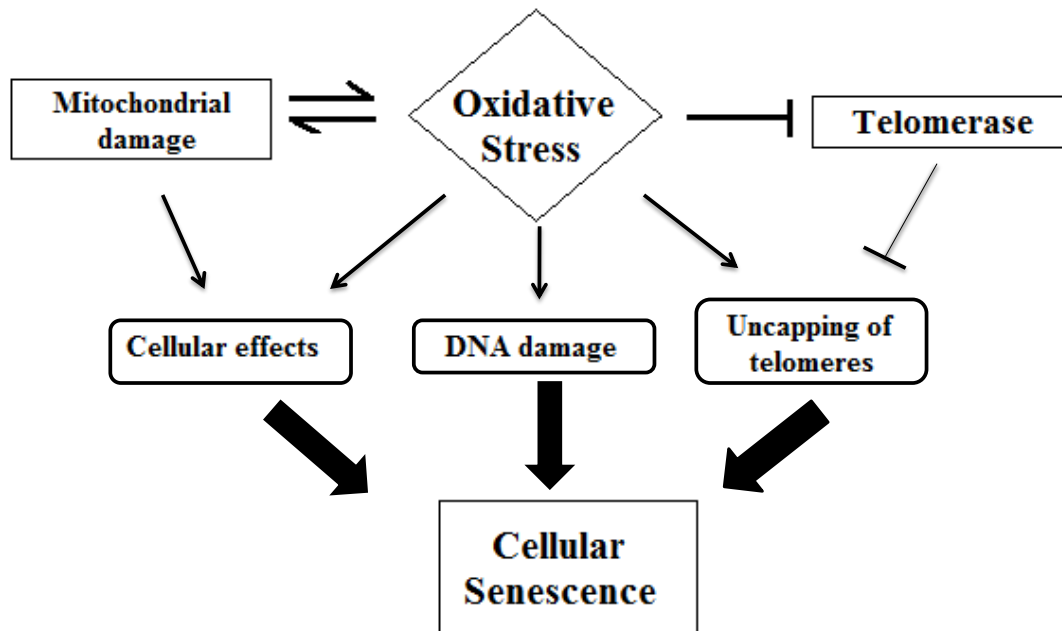 Mitochondrial
damage
Oxidative
Stress
Telomerase
Cellular effects
DNA damage
Uncapping of
telomeres
Cellular
Senescence